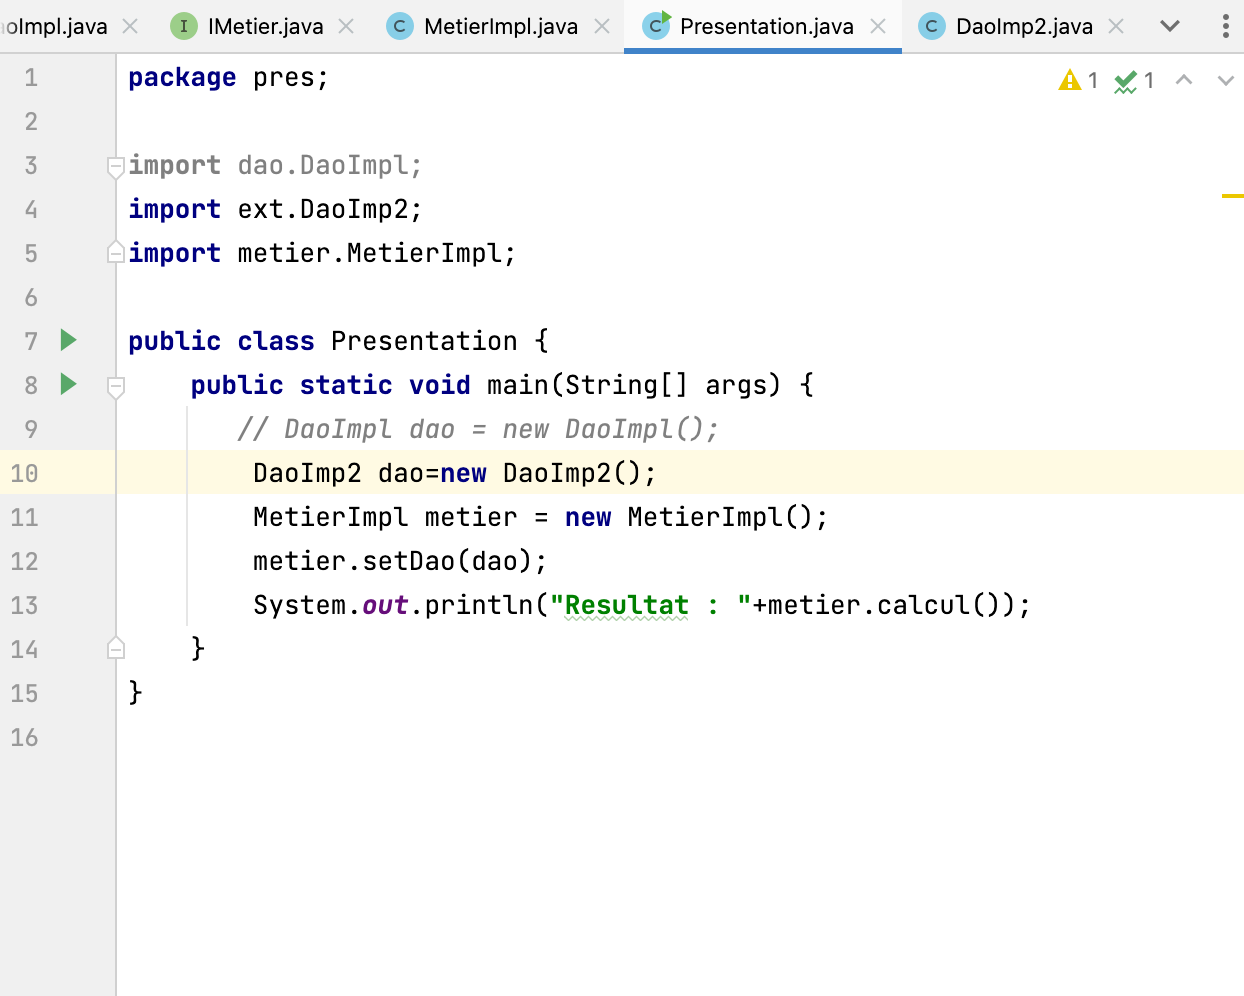 oImpl.java I IMetier.java C MetierImpl.java C Presentation.java C DaoImp2.java
1 package pres; 1 1
2
3 import dao.DaoImpl;
4 import ext.DaoImp2;
5 import metier.MetierImpl;
6
7 public class Presentation {
8 public static void main(String[] args) {
9 // DaoImpl dao = new DaoImpl();
10 DaoImp2 dao=new DaoImp2();
11 MetierImpl metier = new MetierImpl();
12 metier.setDao(dao);
13 System.out.println("Resultat : "+metier.calcul());
14 }
15 }
16